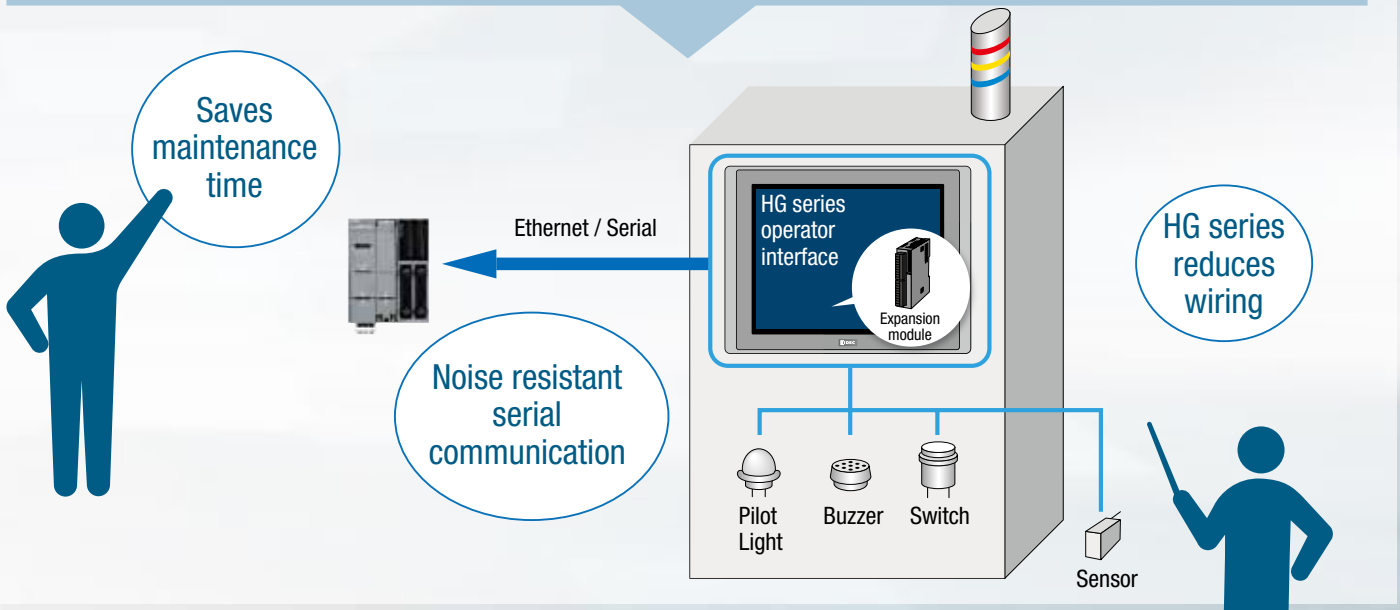 Saves
maintenance
time
Ethernet / Serial
Noise resistant
serial
communication
HG series
operator
interface
Expansion
module
IDEC
HG series
reduces
wiring
Pilot
Light
Buzzer
Switch
Sensor